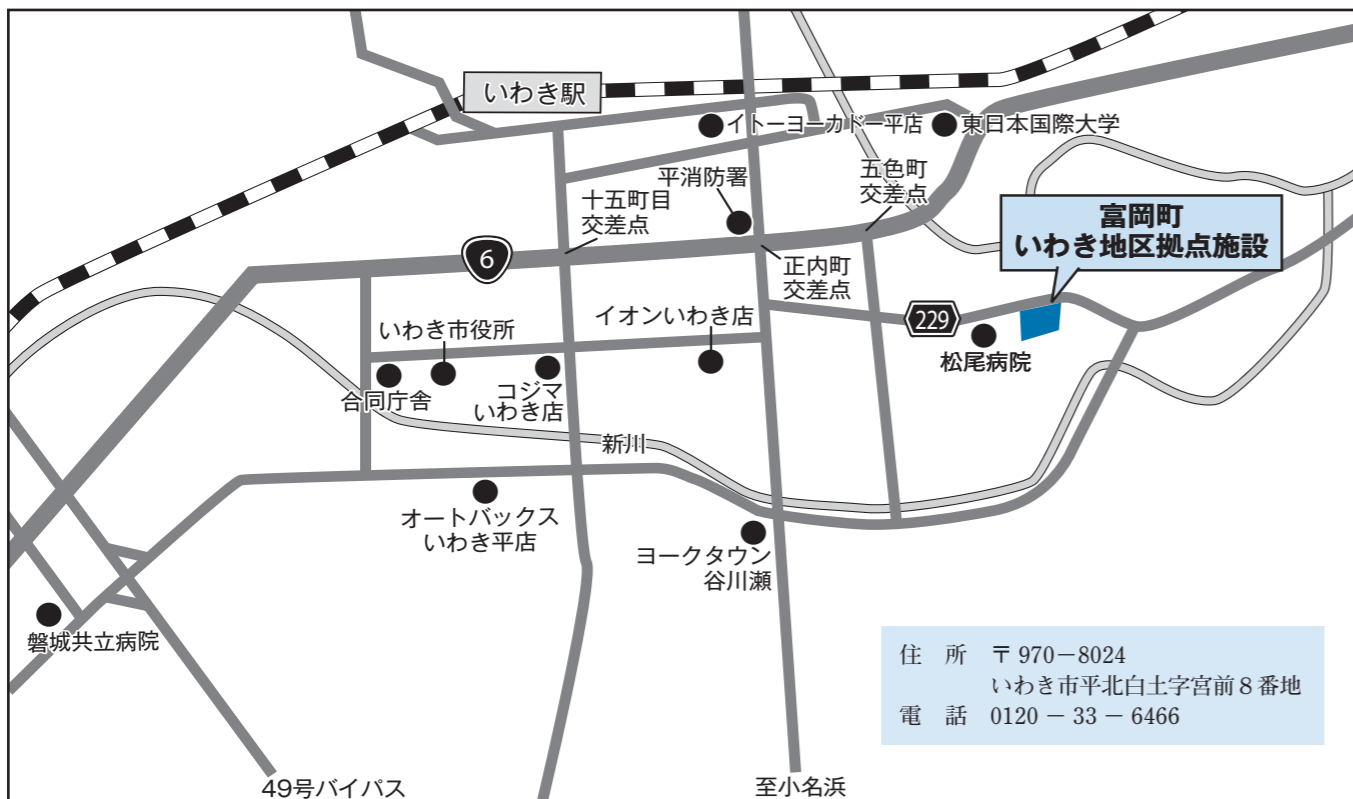 いわき駅
イトーヨーカドー平店
東日本国際大学
平消防署
五色町
交差点
十五町目
交差点
富岡町
いわき地区拠点施設
6
正内町
交差点
229
松尾病院
いわき市役所
イオンいわき店
合同庁舎
コジマ
いわき店
新川
オートバックス
いわき平店
ヨークタウン
谷川瀬
磐城共立病院
住　所　〒970－8024
いわき市平北白土字宮前８番地
電　話　0120－33－6466
49号バイパス
至小名浜